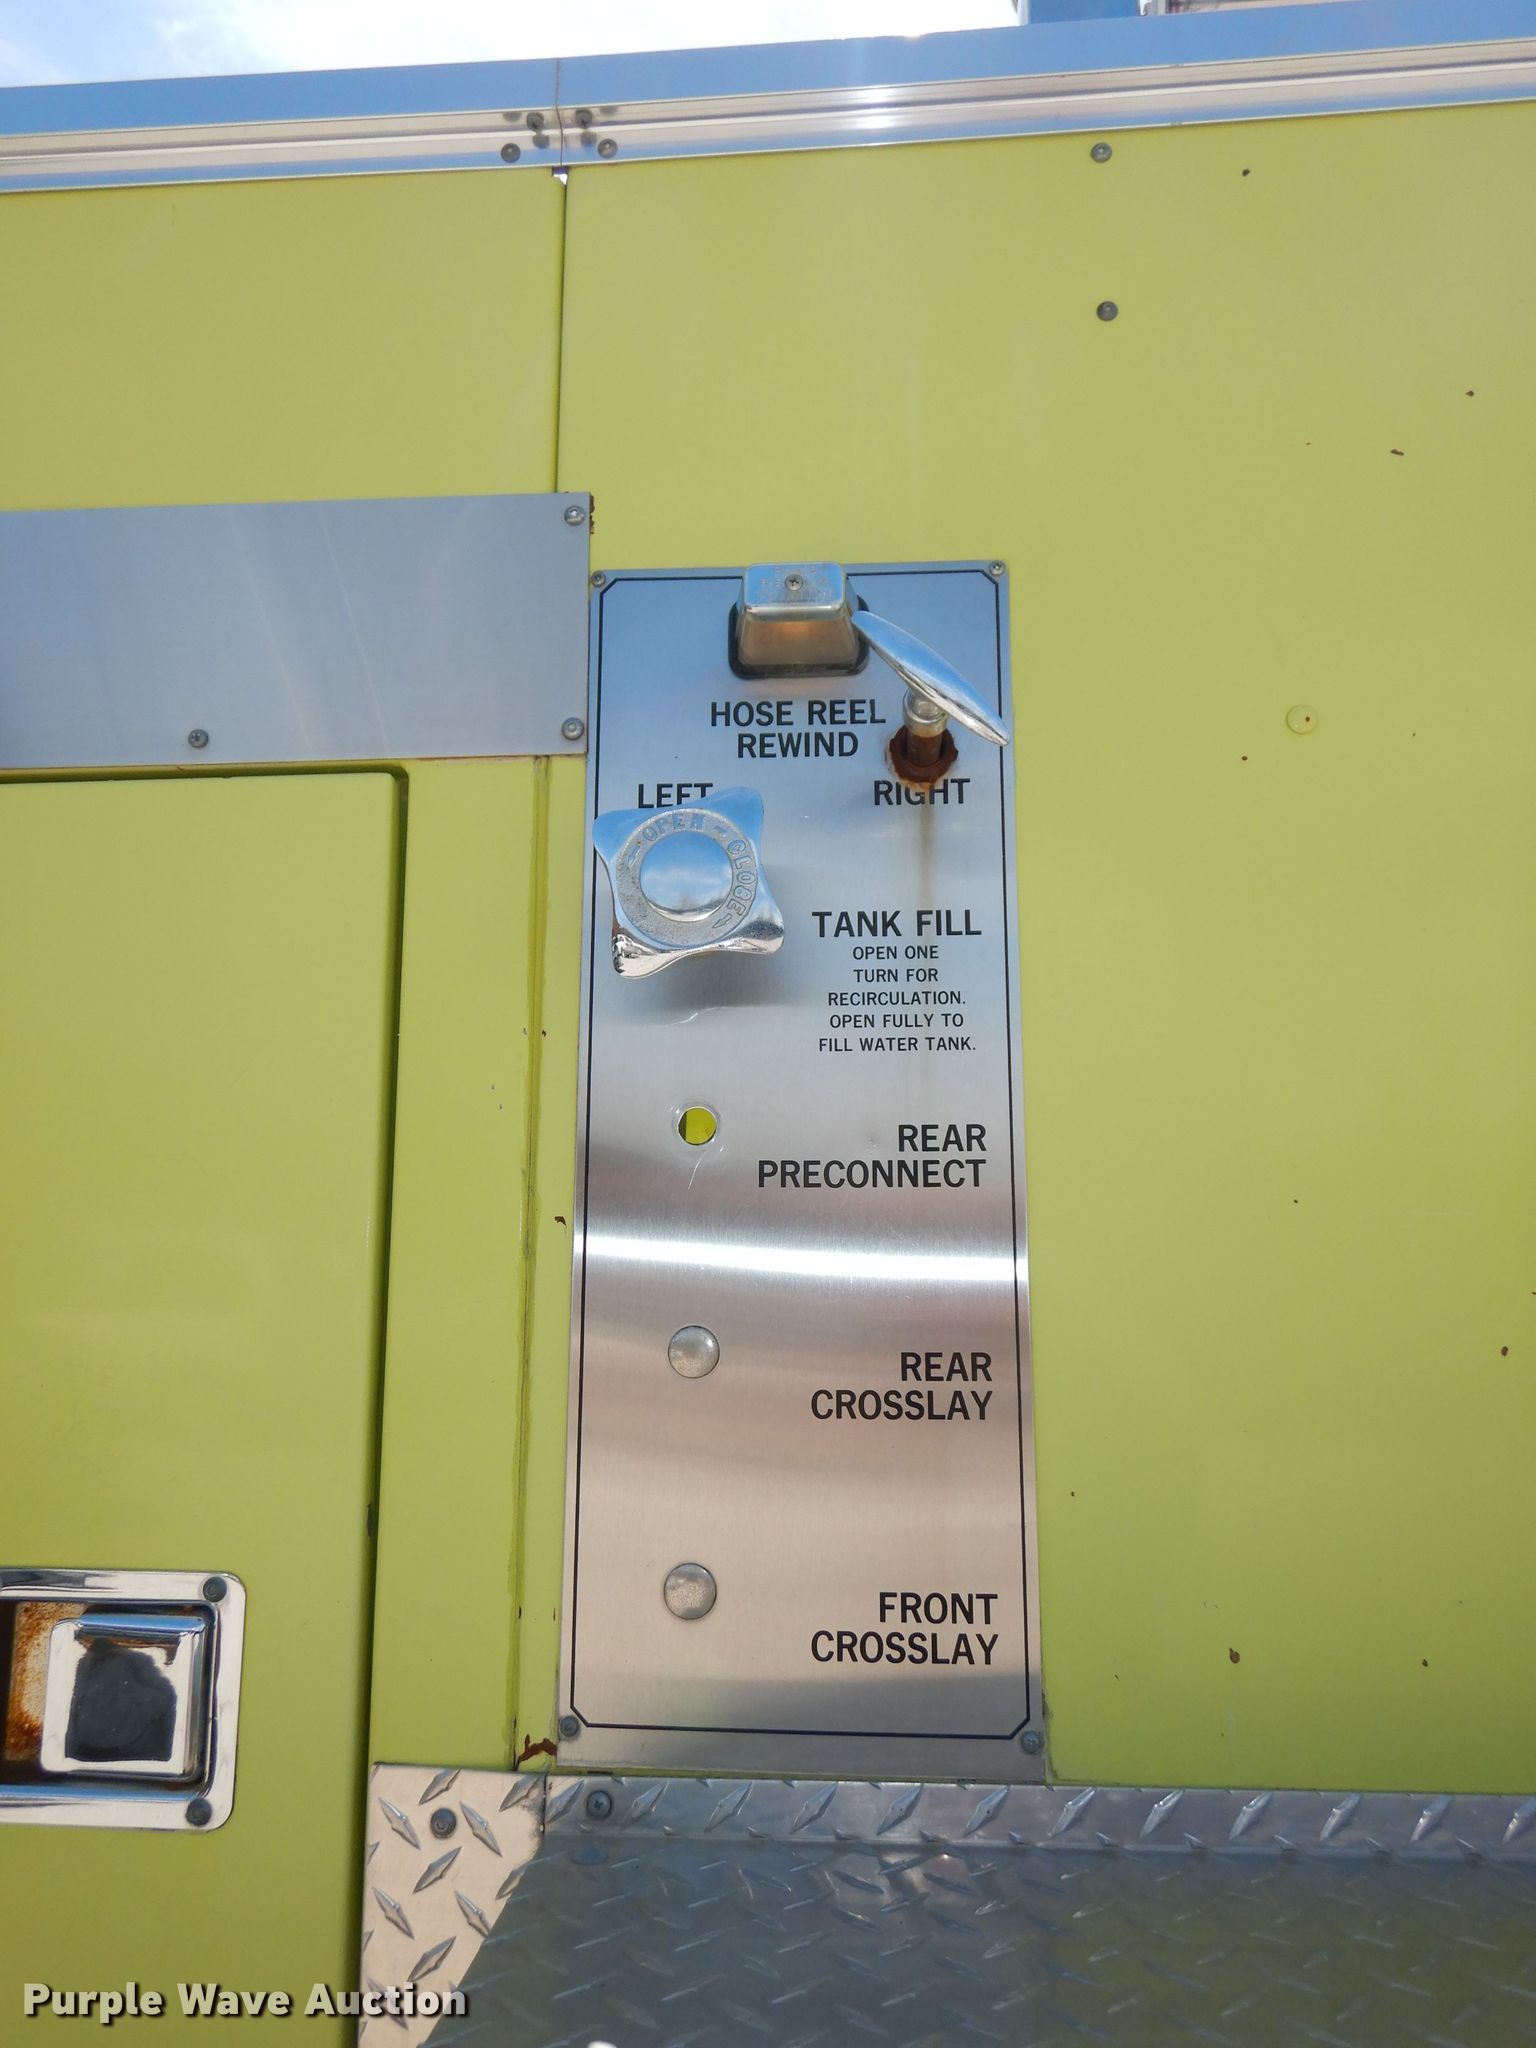 HOSE REEL
REWIND
LEFT
RIGHT
OPEN
CLOSE
TANK FILL
OPEN ONE
TURN FOR
RECIRCULATION.
OPEN FULLY TO
FILL WATER TANK.
REAR
PRECONNECT
REAR
CROSSLAY
FRONT
CROSSLAY
Purple Wave Auction